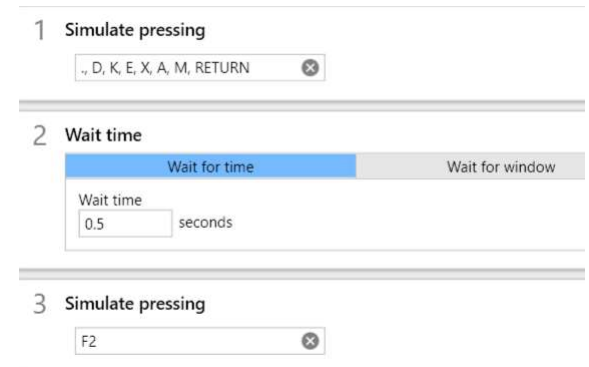 1 Simulate pressing
., D, K, E, X, A, M, RETURN
2 Wait time
Wait for time Wait for window
Wait time
0.5 seconds
3 Simulate pressing
F2